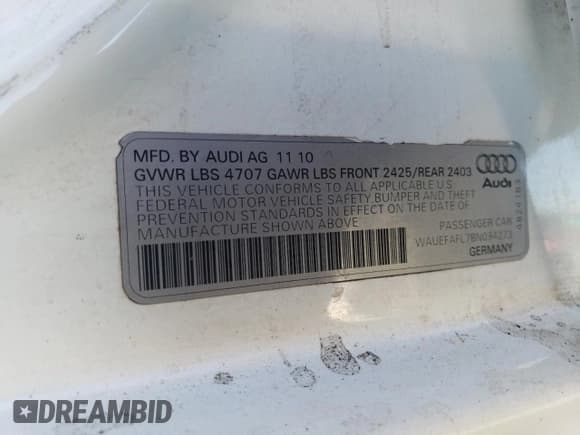 MFD. BY AUDI AG 11 10
GVWR LBS 4707 GAWR LBS FRONT 2425/REAR 2403
THIS VEHICLE CONFORMS TO ALL APPLICABLE U.S.
FEDERAL MOTOR VEHICLE SAFETY BUMPER AND THEFT
PREVENTION STANDARDS IN EFFECT ON THE DATE OF
MANUFACTURE SHOWN ABOVE
Audi
PASSENGER CAR
WAUEFAFL7BN034273
GERMANY
DREAMBID